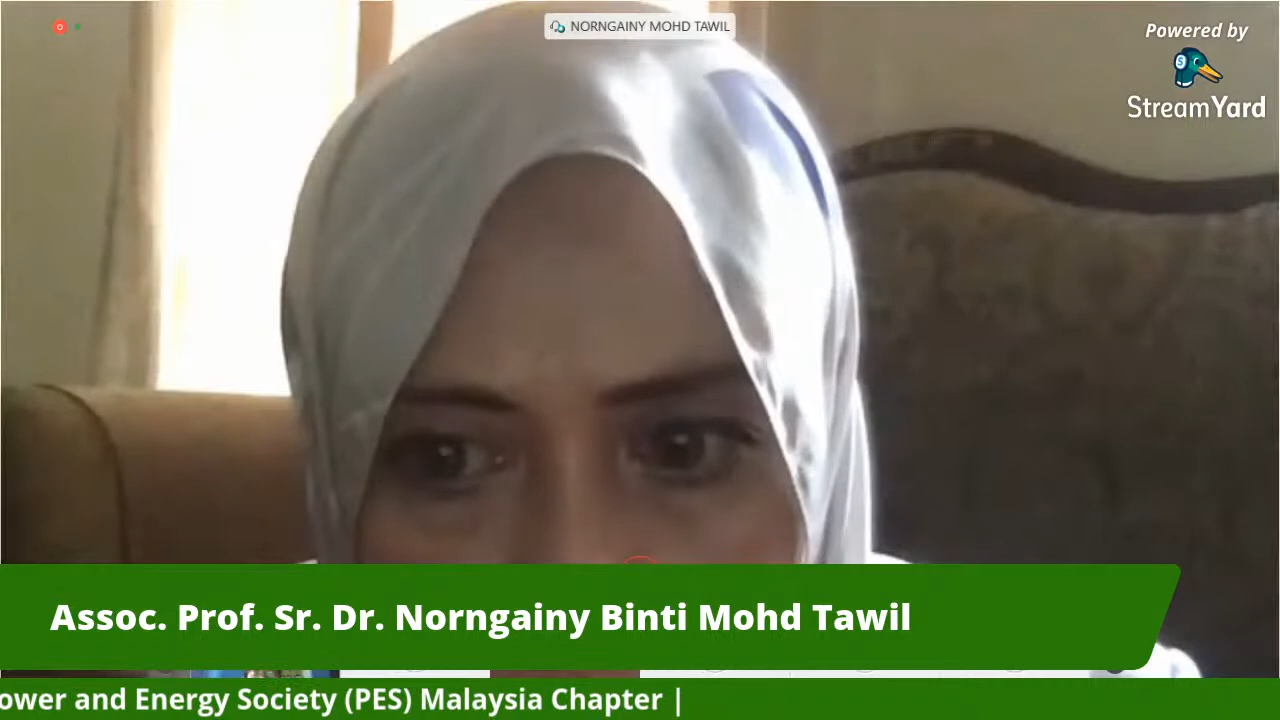 NORNGAINY MOHD TAWIL
Powered by
StreamYard
Assoc. Prof. Sr. Dr. Norngainy Binti Mohd Tawil
ower and Energy Society (PES) Malaysia Chapter |